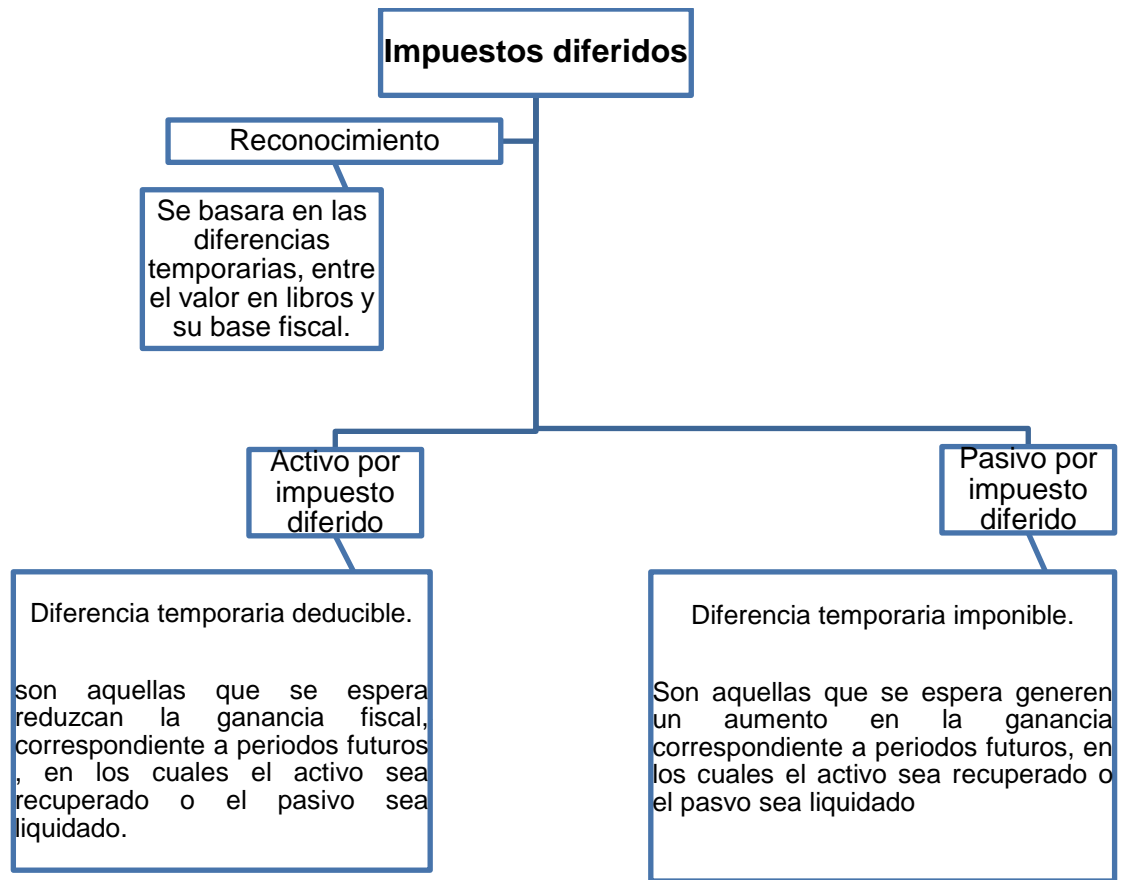 Impuestos diferidos
Reconocimiento
Se basara en las
diferencias
temporarias, entre
el valor en libros y
su base fiscal.
Activo por
impuesto
diferido
Diferencia temporaria deducible.
son aquellas que se espera
reduzcan la ganancia fiscal,
correspondiente a periodos futuros
, en los cuales el activo sea
recuperado o el pasivo sea
liquidado.
Pasivo por
impuesto
diferido
Diferencia temporaria imponible.
Son aquellas que se espera generen
un aumento en la ganancia
correspondiente a periodos futuros, en
los cuales el activo sea recuperado o
el pasvo sea liquidado